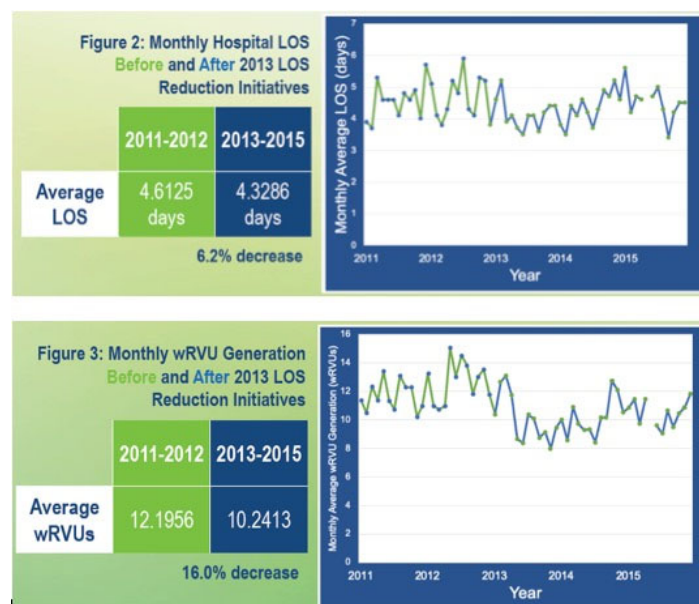 Figure 2: Monthly Hospital LOS
Before and After 2013 LOS
Reduction Initiatives
2011-2012 2013-2015
Average LOS 4.6125 days 4.3286 days
6.2% decrease
Monthly Average LOS (days)
7
6
5
4
3
2
1
0
2011 2012 2013 2014 2015
Year
Figure 3: Monthly wRVU Generation
Before and After 2013 LOS
Reduction Initiatives
2011-2012 2013-2015
Average wRVUs 12.1956 10.2413
16.0% decrease
Monthly Average wRVU Generation (wRVUs)
16
14
12
10
8
6
4
2
0
2011 2012 2013 2014 2015
Year